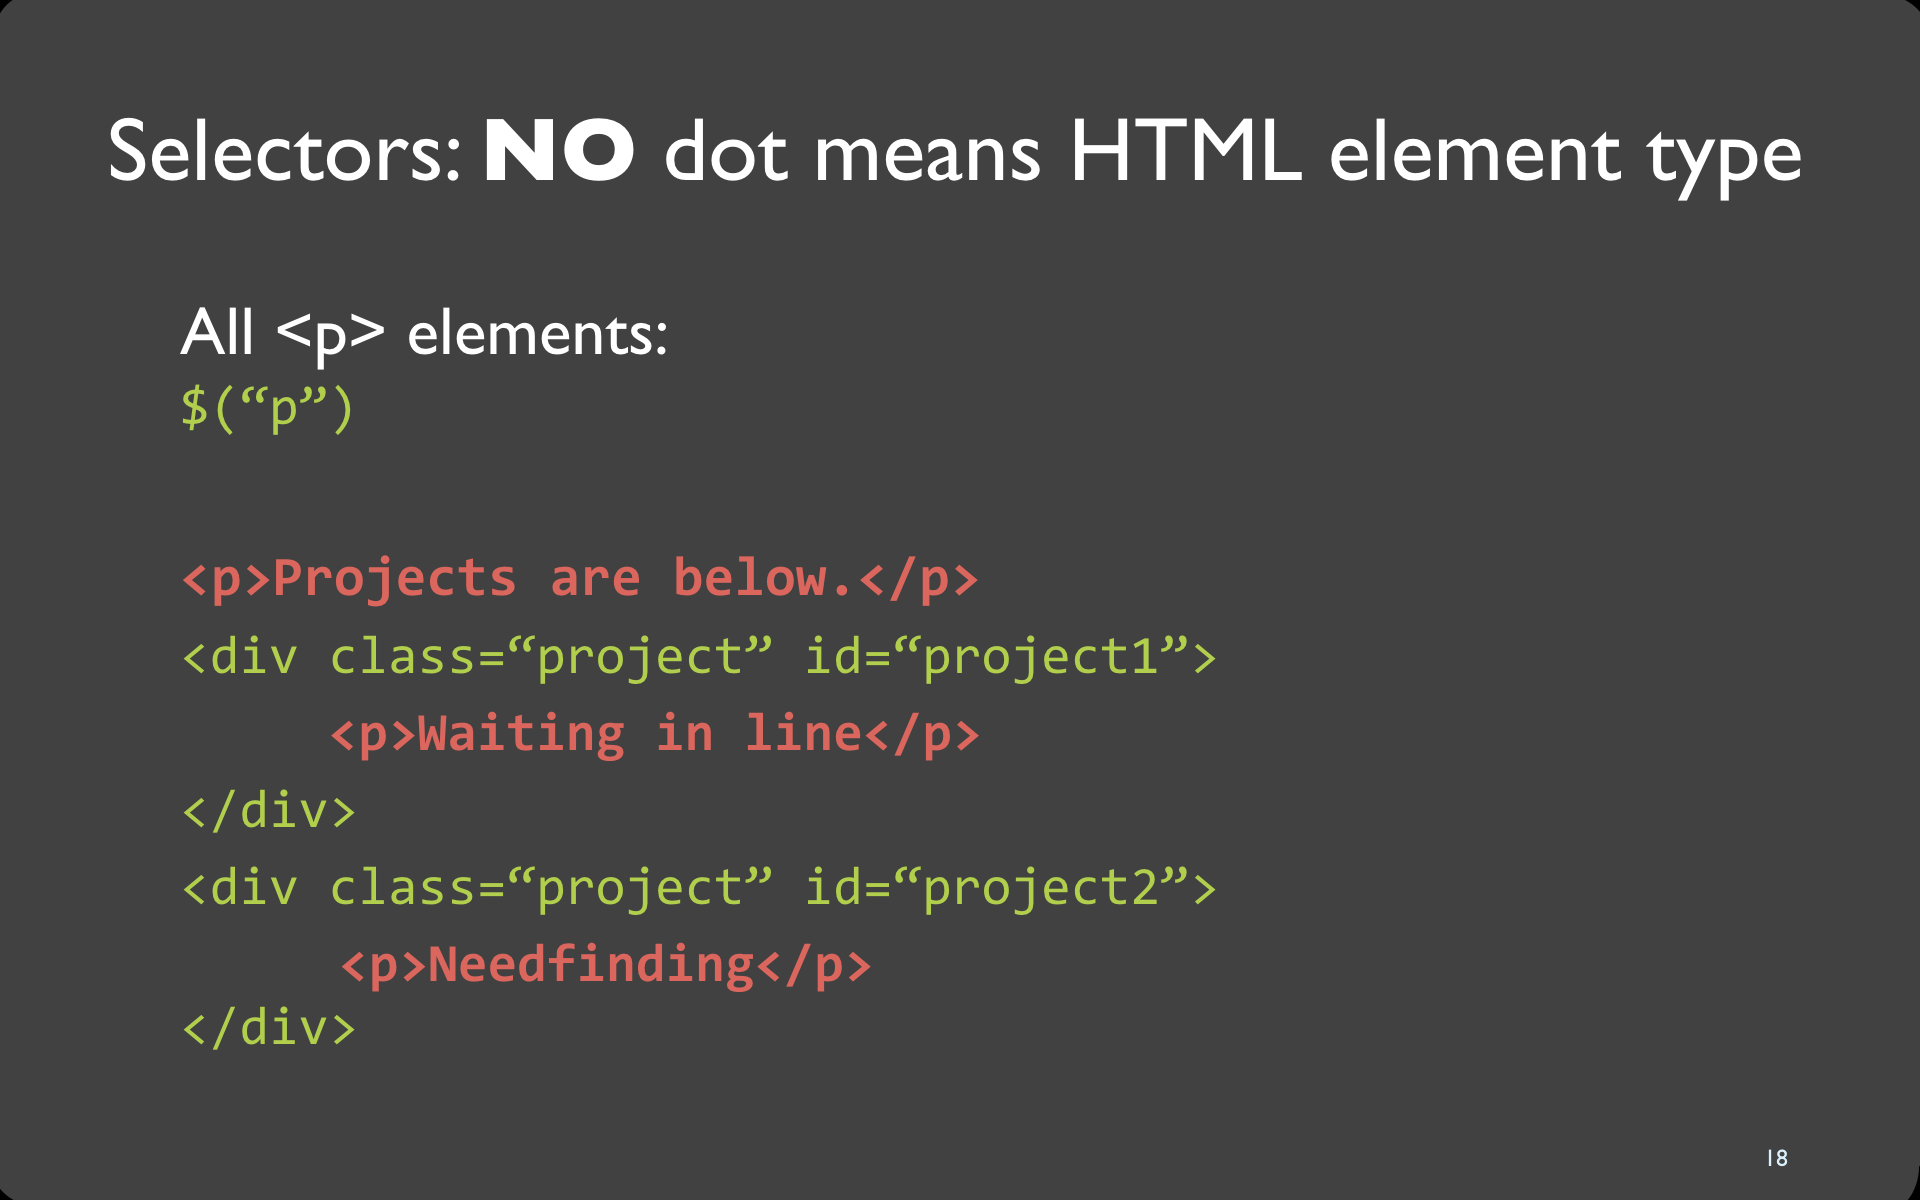 Selectors: NO dot means HTML element type
All <p> elements:
$(“p”)
<p>Projects are below.</p>
<div class=“project” id=“project1”>
<p>Waiting in line</p>
</div>
<div class=“project” id=“project2”>
<p>Needfinding</p>
</div>
18